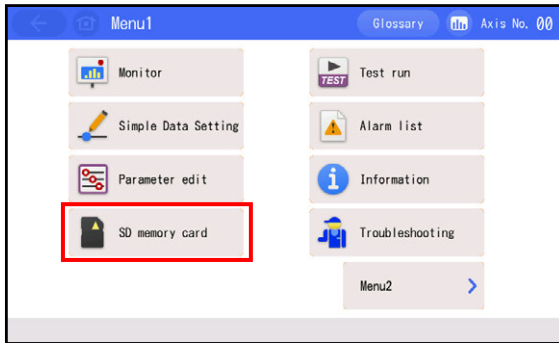 Menu1
Glossary
Axis No. 00
Monitor
Test run
TEST
Simple Data Setting
Alarm list
Parameter edit
Information
SD memory card
Troubleshooting
Menu2